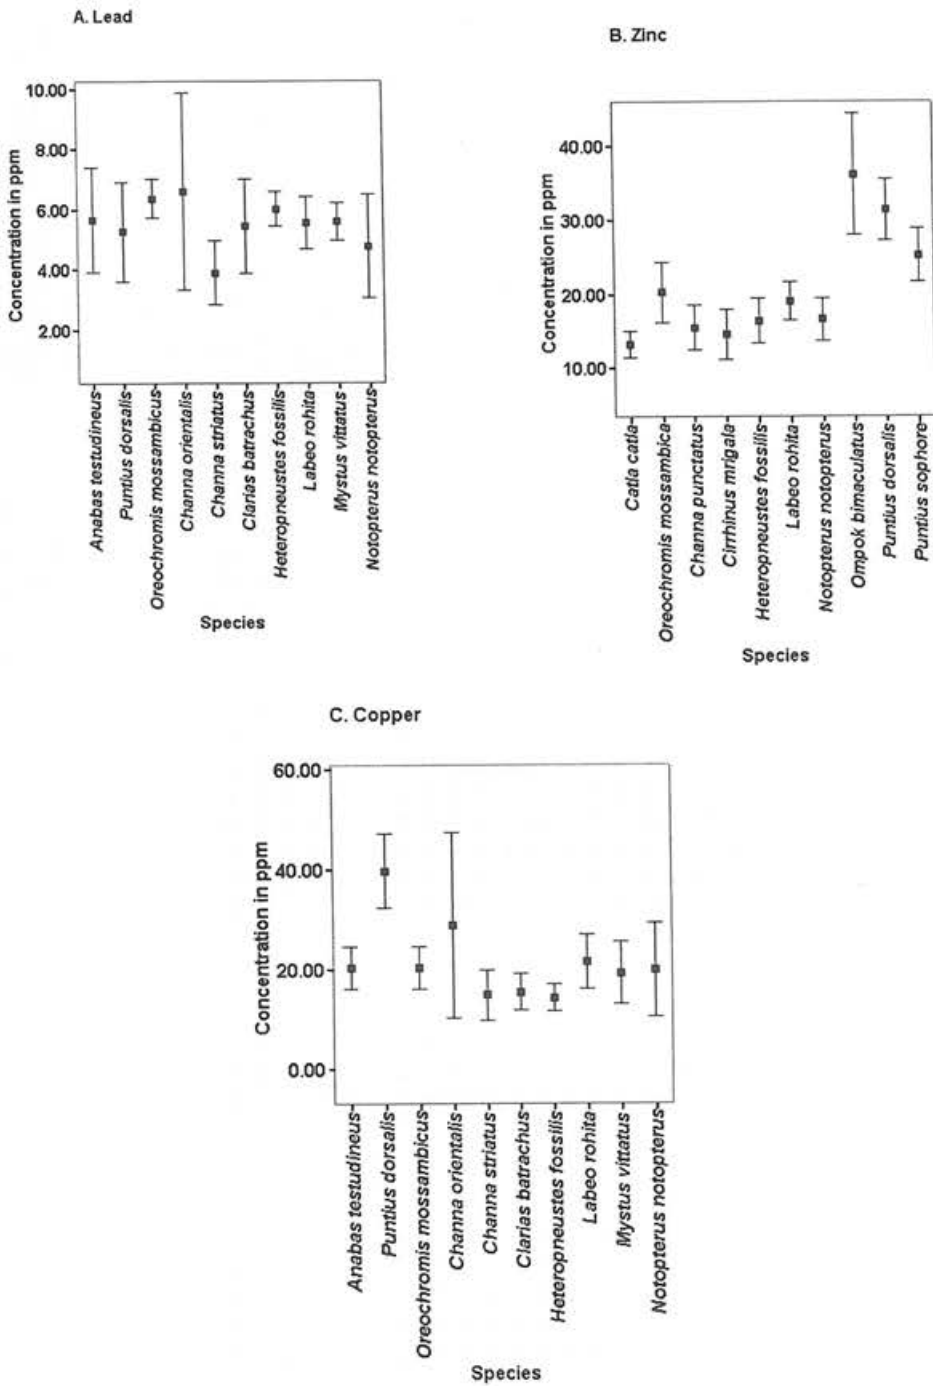 A. Lead
10.00
8.00
6.00
4.00
2.00
Concentration in ppm
Anabas testudineus
Puntius dorsalis
Oreochromis mossambicus
Channa orientalis
Channa striatus
Clarias batrachus
Heteropneustes fossilis
Labeo rohita
Mystus vittatus
Notopterus notopterus
Species
B. Zinc
40.00
30.00
20.00
10.00
Concentration in ppm
Catla catla
Oreochromis mossambica
Channa punctatus
Cirrhinus mrigala
Heteropneustes fossilis
Labeo rohita
Notopterus notopterus
Ompok bimaculatus
Puntius dorsalis
Puntius sophore
Species
C. Copper
60.00
40.00
20.00
0.00
Concentration in ppm
Anabas testudineus
Puntius dorsalis
Oreochromis mossambicus
Channa orientalis
Channa striatus
Clarias batrachus
Heteropneustes fossilis
Labeo rohita
Mystus vittatus
Notopterus notopterus
Species